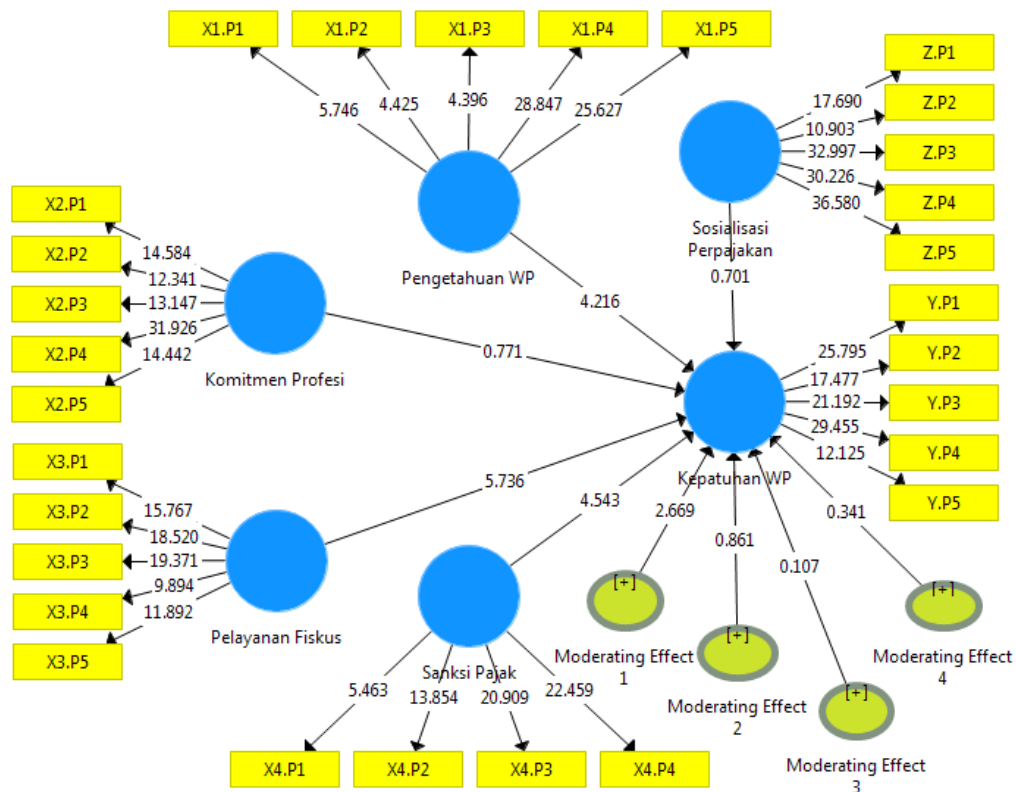 X1.P1
X1.P2
X1.P3
X1.P4
X1.P5
5.746
4.425
4.396
28.847
25.627
Pengetahuan WP
Z.P1
Z.P2
Z.P3
Z.P4
Z.P5
17.690
10.903
32.997
30.226
36.580
Sosialisasi
Perpajakan
0.701
X2.P1
X2.P2
X2.P3
X2.P4
X2.P5
14.584
12.341
13.147
31.926
14.442
Komitmen Profesi
4.216
0.771
Y.P1
Y.P2
Y.P3
Y.P4
Y.P5
25.795
17.477
21.192
29.455
12.125
Kepatuhan WP
X3.P1
X3.P2
X3.P3
X3.P4
X3.P5
15.767
18.520
19.371
9.894
11.892
Pelayanan Fiskus
5.736
4.543
2.669
0.861
0.107
0.341
Sanksi Pajak
5.463
13.854
20.909
22.459
X4.P1
X4.P2
X4.P3
X4.P4
[+]
Moderating Effect
1
[+]
Moderating Effect
2
[+]
Moderating Effect
3
[+]
Moderating Effect
4